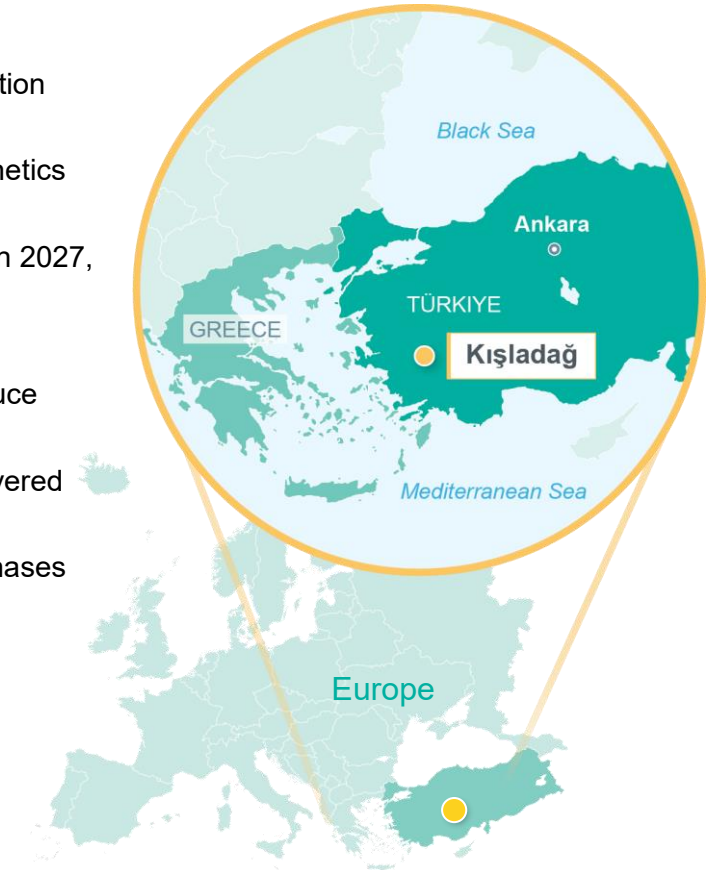 tion
netics
n 2027,
uce
vered
nases
Black Sea
Ankara
TÜRKIYE
GREECE
Kışladağ
Mediterranean Sea
Europe